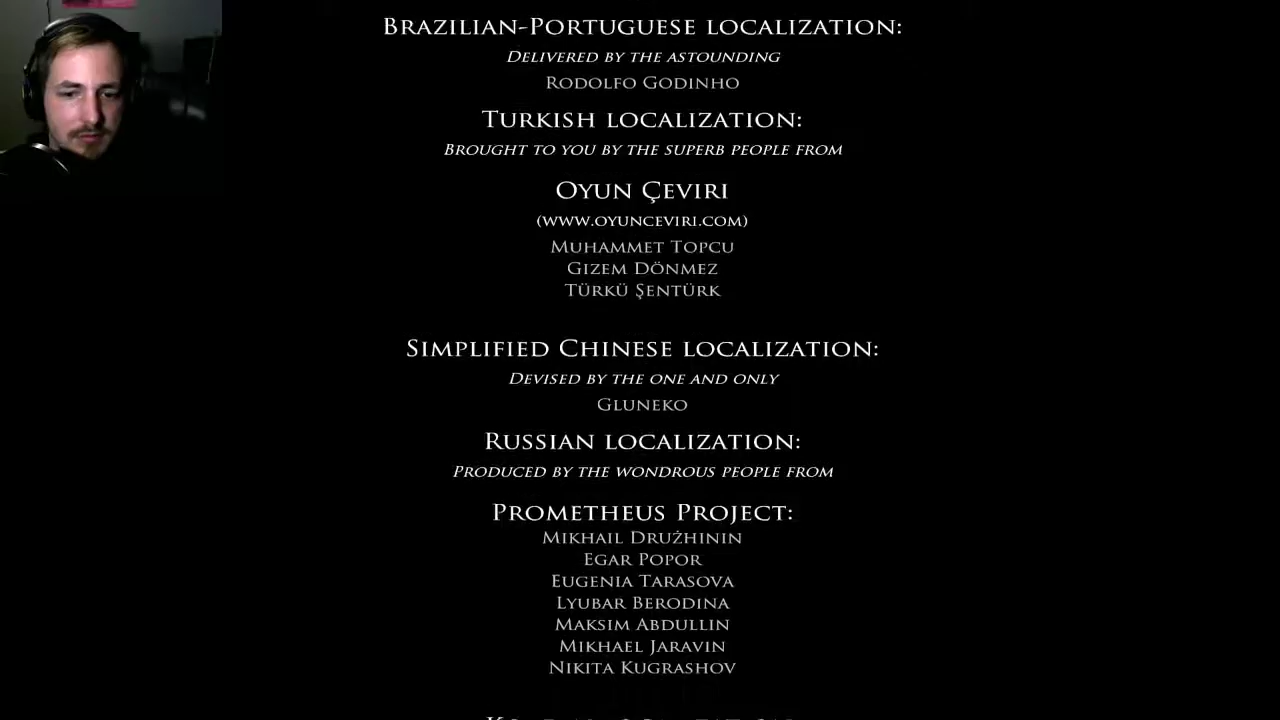 Brazilian-Portuguese localization:
Delivered by the astounding
Rodolfo Godinho
Turkish localization:
Brought to you by the superb people from
Oyun Çeviri
(www.oyunceviri.com)
Muhammet Topcu
Gizem Dönmez
Türkü Şentürk
Simplified Chinese localization:
Devised by the one and only
Gluneko
Russian localization:
Produced by the wondrous people from
Prometheus Project:
Mikhail Drużhinin
Egar Popor
Eugenia Tarasova
Lyubar Berodina
Maksim Abdullin
Mikhael Jaravin
Nikita Kugrashov